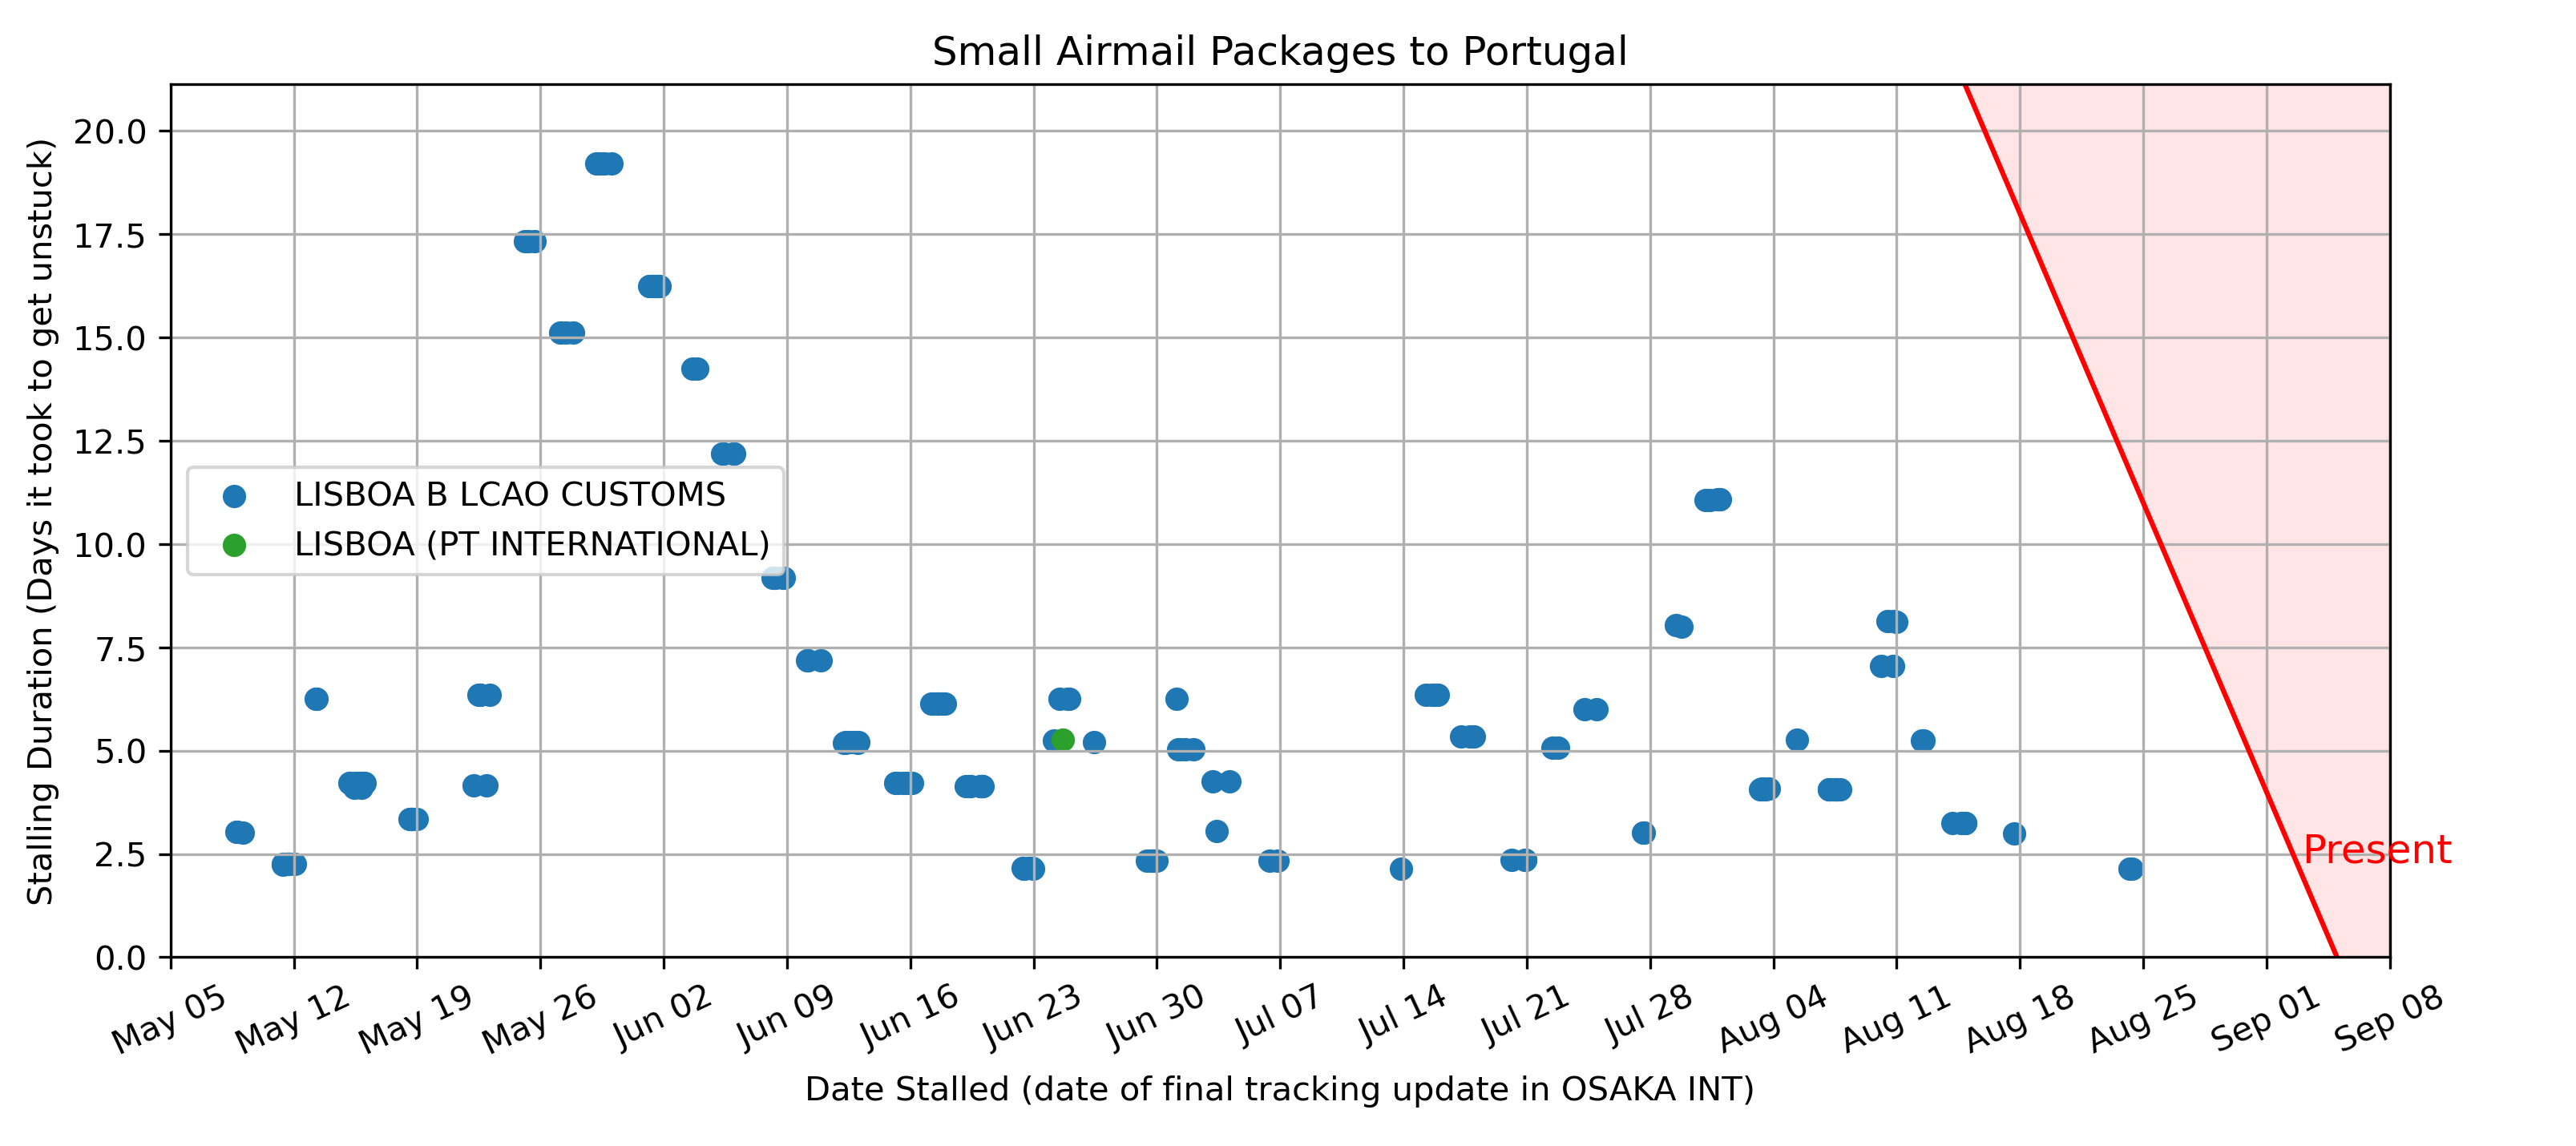 Small Airmail Packages to Portugal
Stalling Duration (Days it took to get unstuck)
20.0
17.5
15.0
12.5
10.0
7.5
5.0
2.5
0.0
LISBOA B LCAO CUSTOMS
LISBOA (PT INTERNATIONAL)
Present
May 05
May 12
May 19
May 26
Jun 02
Jun 09
Jun 16
Jun 23
Jun 30
Jul 07
Jul 14
Jul 21
Jul 28
Aug 04
Aug 11
Aug 18
Aug 25
Sep 01
Sep 08
Date Stalled (date of final tracking update in OSAKA INT)